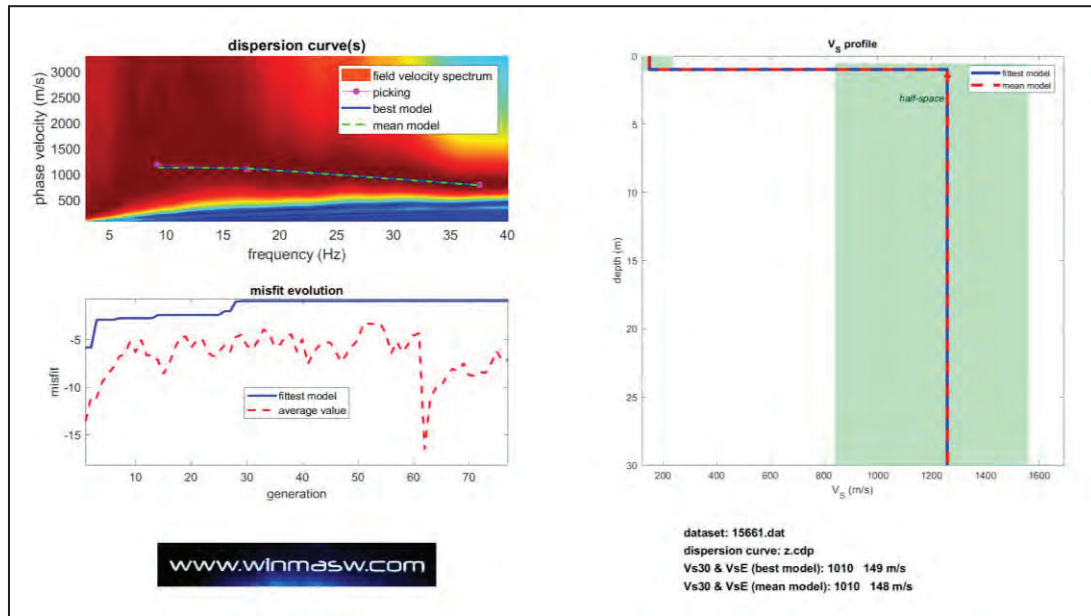 dispersion curve(s)
phase velocity (m/s)
3000
2500
2000
1500
1000
500
field velocity spectrum
picking
best model
mean model
5 10 15 20 25 30 35 40
frequency (Hz)
misfit evolution
misfit
-5
-10
-15
fittest model
average value
10 20 30 40 50 60 70
generation
www.winmasw.com
VS profile
depth (m)
0
5
10
15
20
25
30
fittest model
mean model
half-space
200 400 600 800 1000 1200 1400 1600
VS (m/s)
dataset: 15661.dat
dispersion curve: z.cdp
Vs30 & VsE (best model): 1010 149 m/s
Vs30 & VsE (mean model): 1010 148 m/s